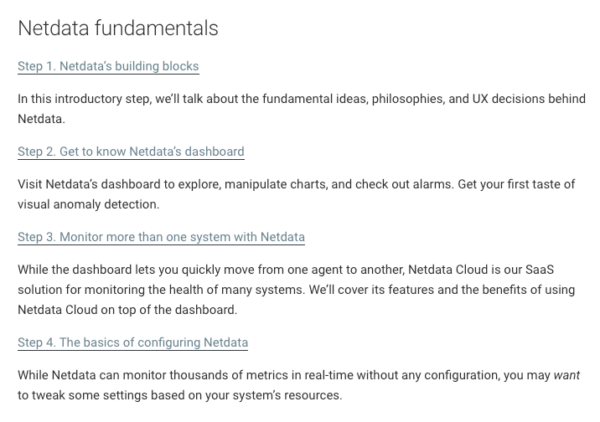 Netdata fundamentals
Step 1. Netdata’s building blocks
In this introductory step, we’ll talk about the fundamental ideas, philosophies, and UX decisions behind
Netdata.
Step 2. Get to know Netdata’s dashboard
Visit Netdata’s dashboard to explore, manipulate charts, and check out alarms. Get your first taste of
visual anomaly detection.
Step 3. Monitor more than one system with Netdata
While the dashboard lets you quickly move from one agent to another, Netdata Cloud is our SaaS
solution for monitoring the health of many systems. We’ll cover its features and the benefits of using
Netdata Cloud on top of the dashboard.
Step 4. The basics of configuring Netdata
While Netdata can monitor thousands of metrics in real-time without any configuration, you may want
to tweak some settings based on your system’s resources.